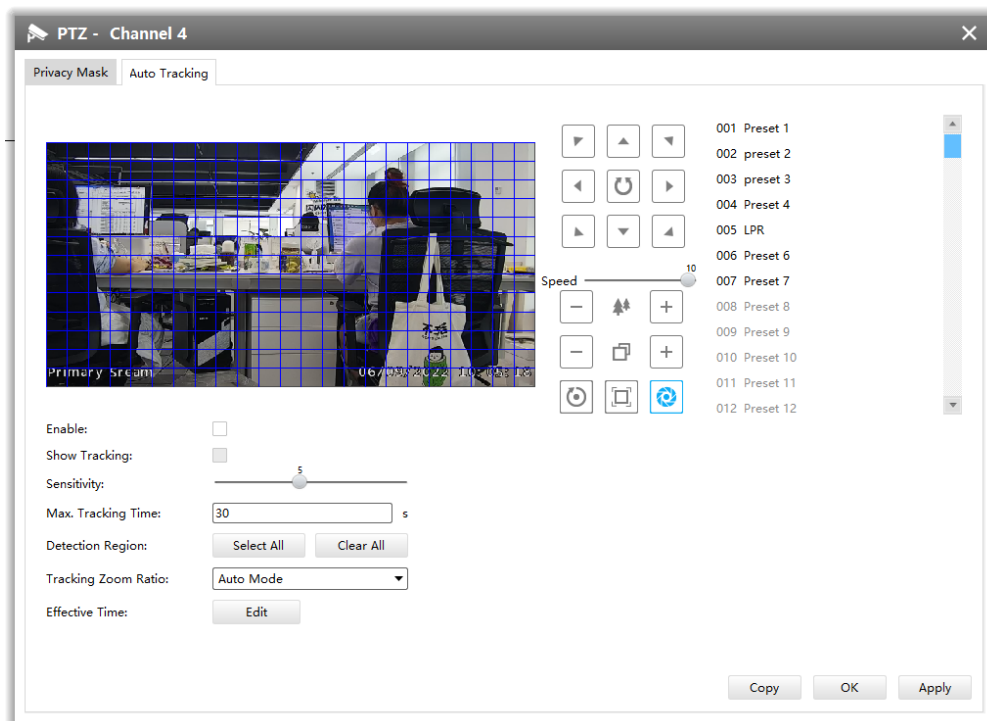 PTZ - Channel 4
Privacy Mask
Auto Tracking
Primary Sream
001 Preset 1
002 preset 2
003 preset 3
004 Preset 4
005 LPR
006 Preset 6
007 Preset 7
008 Preset 8
009 Preset 9
010 Preset 10
011 Preset 11
012 Preset 12
Speed
10
Enable:
Show Tracking:
Sensitivity:
5
Max. Tracking Time:
30
s
Detection Region:
Select All
Clear All
Tracking Zoom Ratio:
Auto Mode
Effective Time:
Edit
Copy
OK
Apply